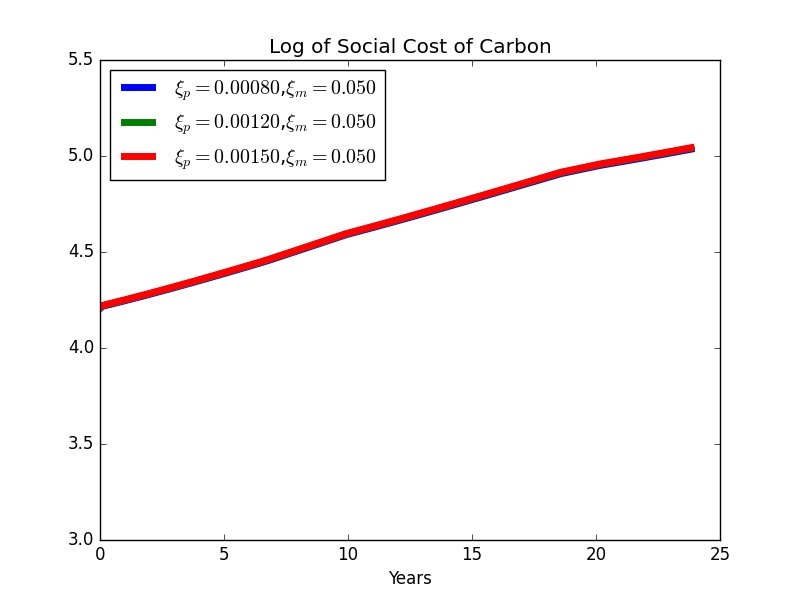 Log of Social Cost of Carbon
5.5
5.0
4.5
4.0
3.5
3.0
ξp = 0.00080,ξm = 0.050
ξp = 0.00120,ξm = 0.050
ξp = 0.00150,ξm = 0.050
0 5 10 15 20 25
Years